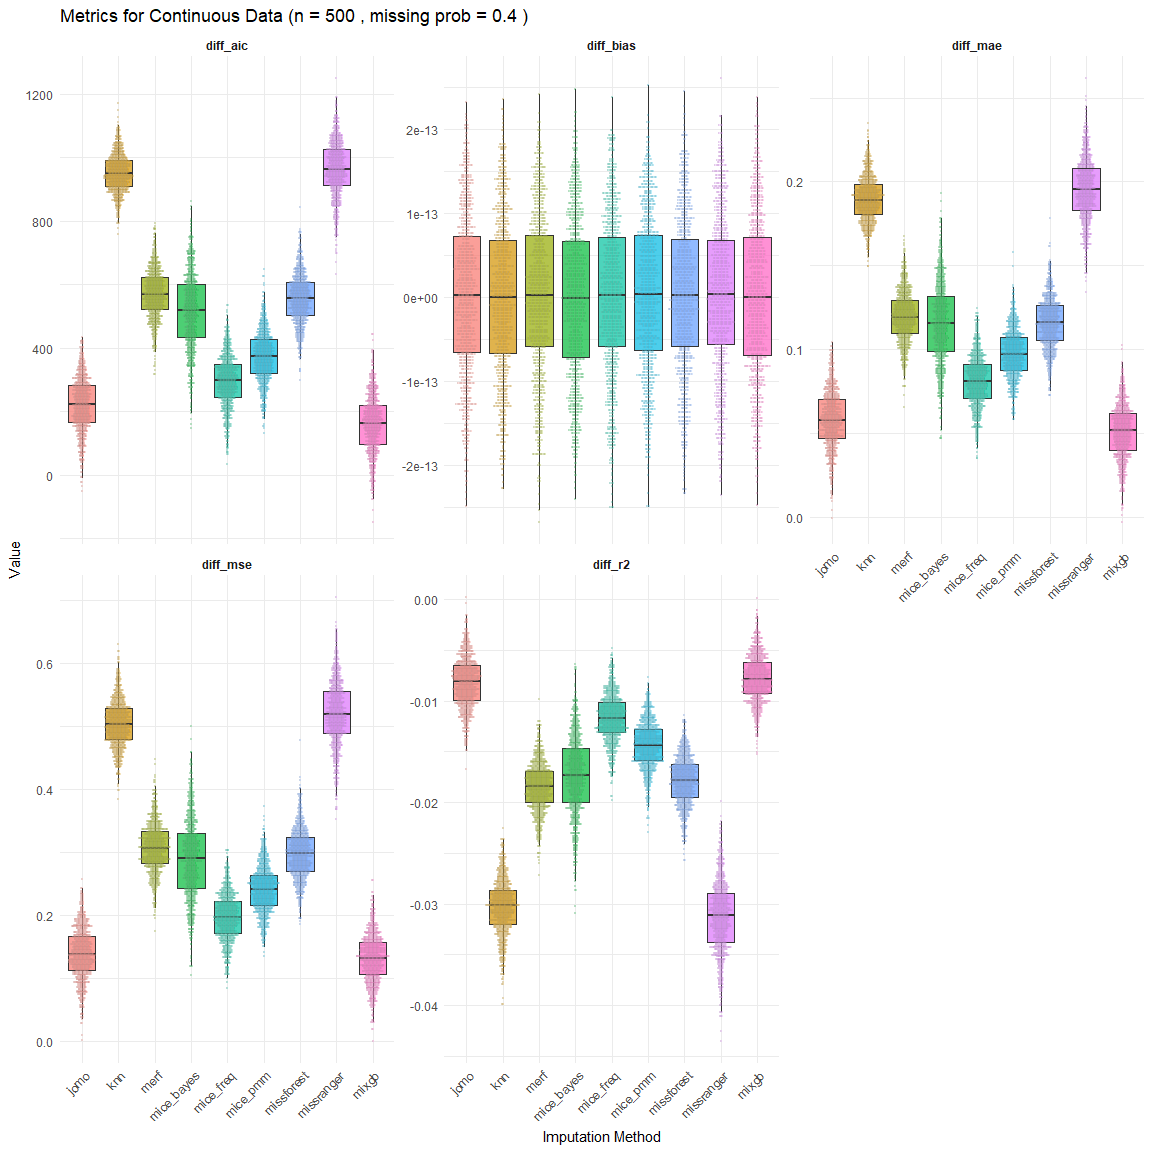 Metrics for Continuous Data (n = 500 , missing prob = 0.4 )
diff_aic
diff_bias
diff_mae
1200
800
400
0
2e-13
1e-13
0e+00
-1e-13
-2e-13
0.2
0.1
0.0
jomo
knn
merf
mice_bayes
mice_freq
mice_pmm
missforest
missranger
mixgb
Value
diff_mse
diff_r2
0.6
0.4
0.2
0.0
0.00
-0.01
-0.02
-0.03
-0.04
jomo
knn
merf
mice_bayes
mice_freq
mice_pmm
missforest
missranger
mixgb
jomo
knn
merf
mice_bayes
mice_freq
mice_pmm
missforest
missranger
mixgb
Imputation Method